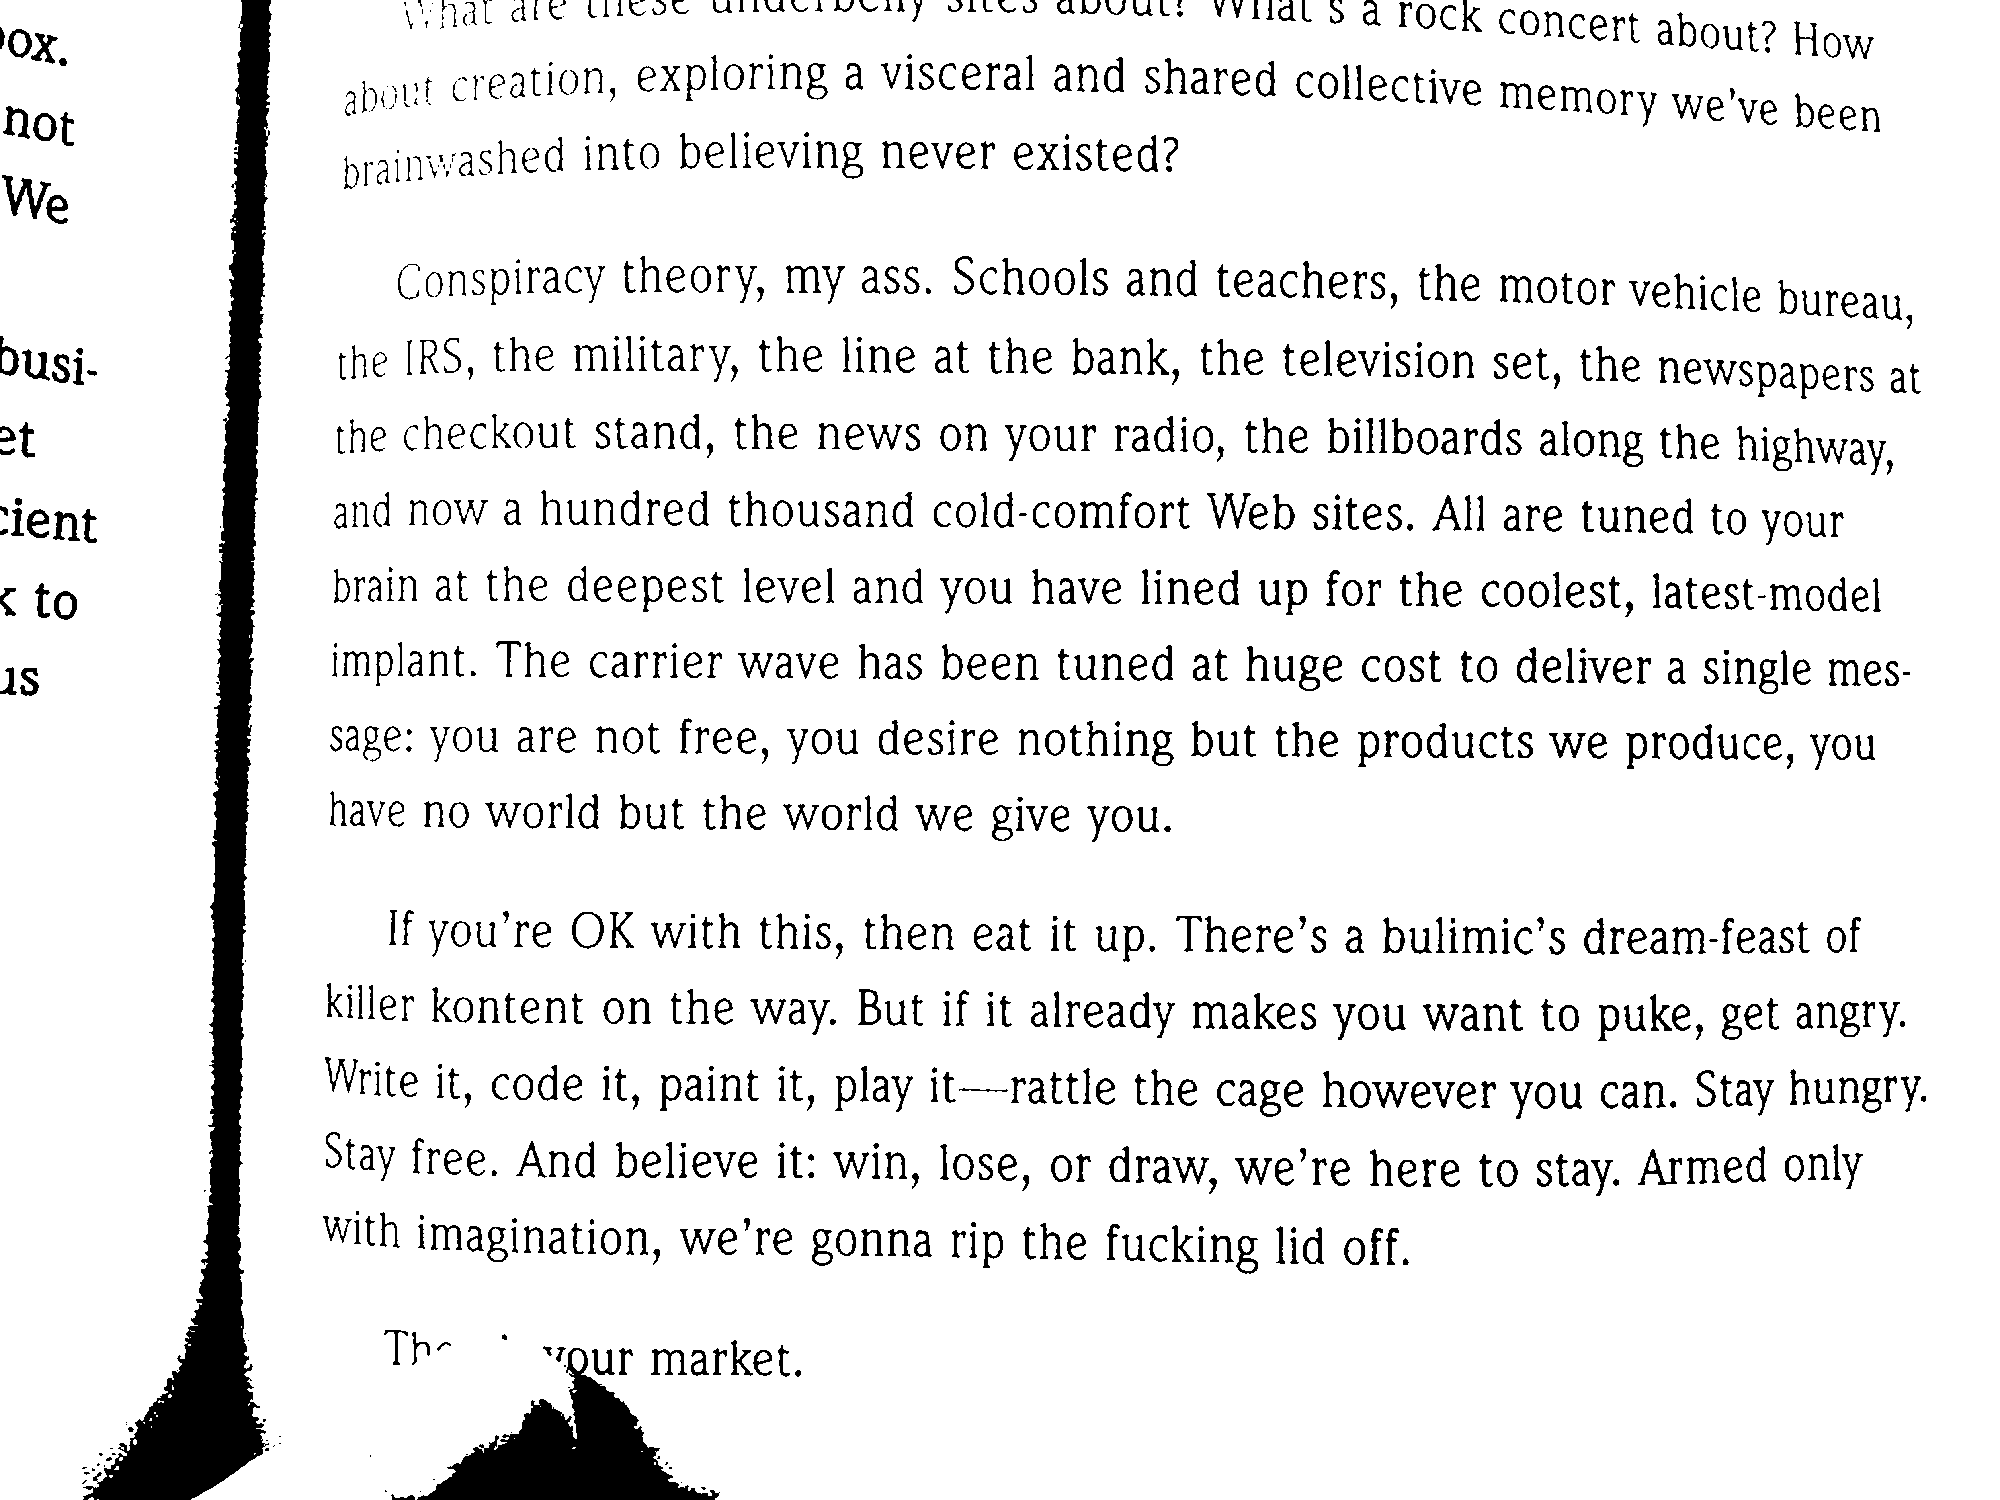 ox.
not
We
busi-
et
cient
k to
us
What are these underbelly sites about? What's a rock concert about? How
about creation, exploring a visceral and shared collective memory we've been
brainwashed into believing never existed?
Conspiracy theory, my ass. Schools and teachers, the motor vehicle bureau,
the IRS, the military, the line at the bank, the television set, the newspapers at
the checkout stand, the news on your radio, the billboards along the highway,
and now a hundred thousand cold-comfort Web sites. All are tuned to your
brain at the deepest level and you have lined up for the coolest, latest-model
implant. The carrier wave has been tuned at huge cost to deliver a single mes-
sage: you are not free, you desire nothing but the products we produce, you
have no world but the world we give you.
If you're OK with this, then eat it up. There's a bulimic's dream-feast of
killer kontent on the way. But if it already makes you want to puke, get angry.
Write it, code it, paint it, play it—rattle the cage however you can. Stay hungry.
Stay free. And believe it: win, lose, or draw, we're here to stay. Armed only
with imagination, we're gonna rip the fucking lid off.
your market.